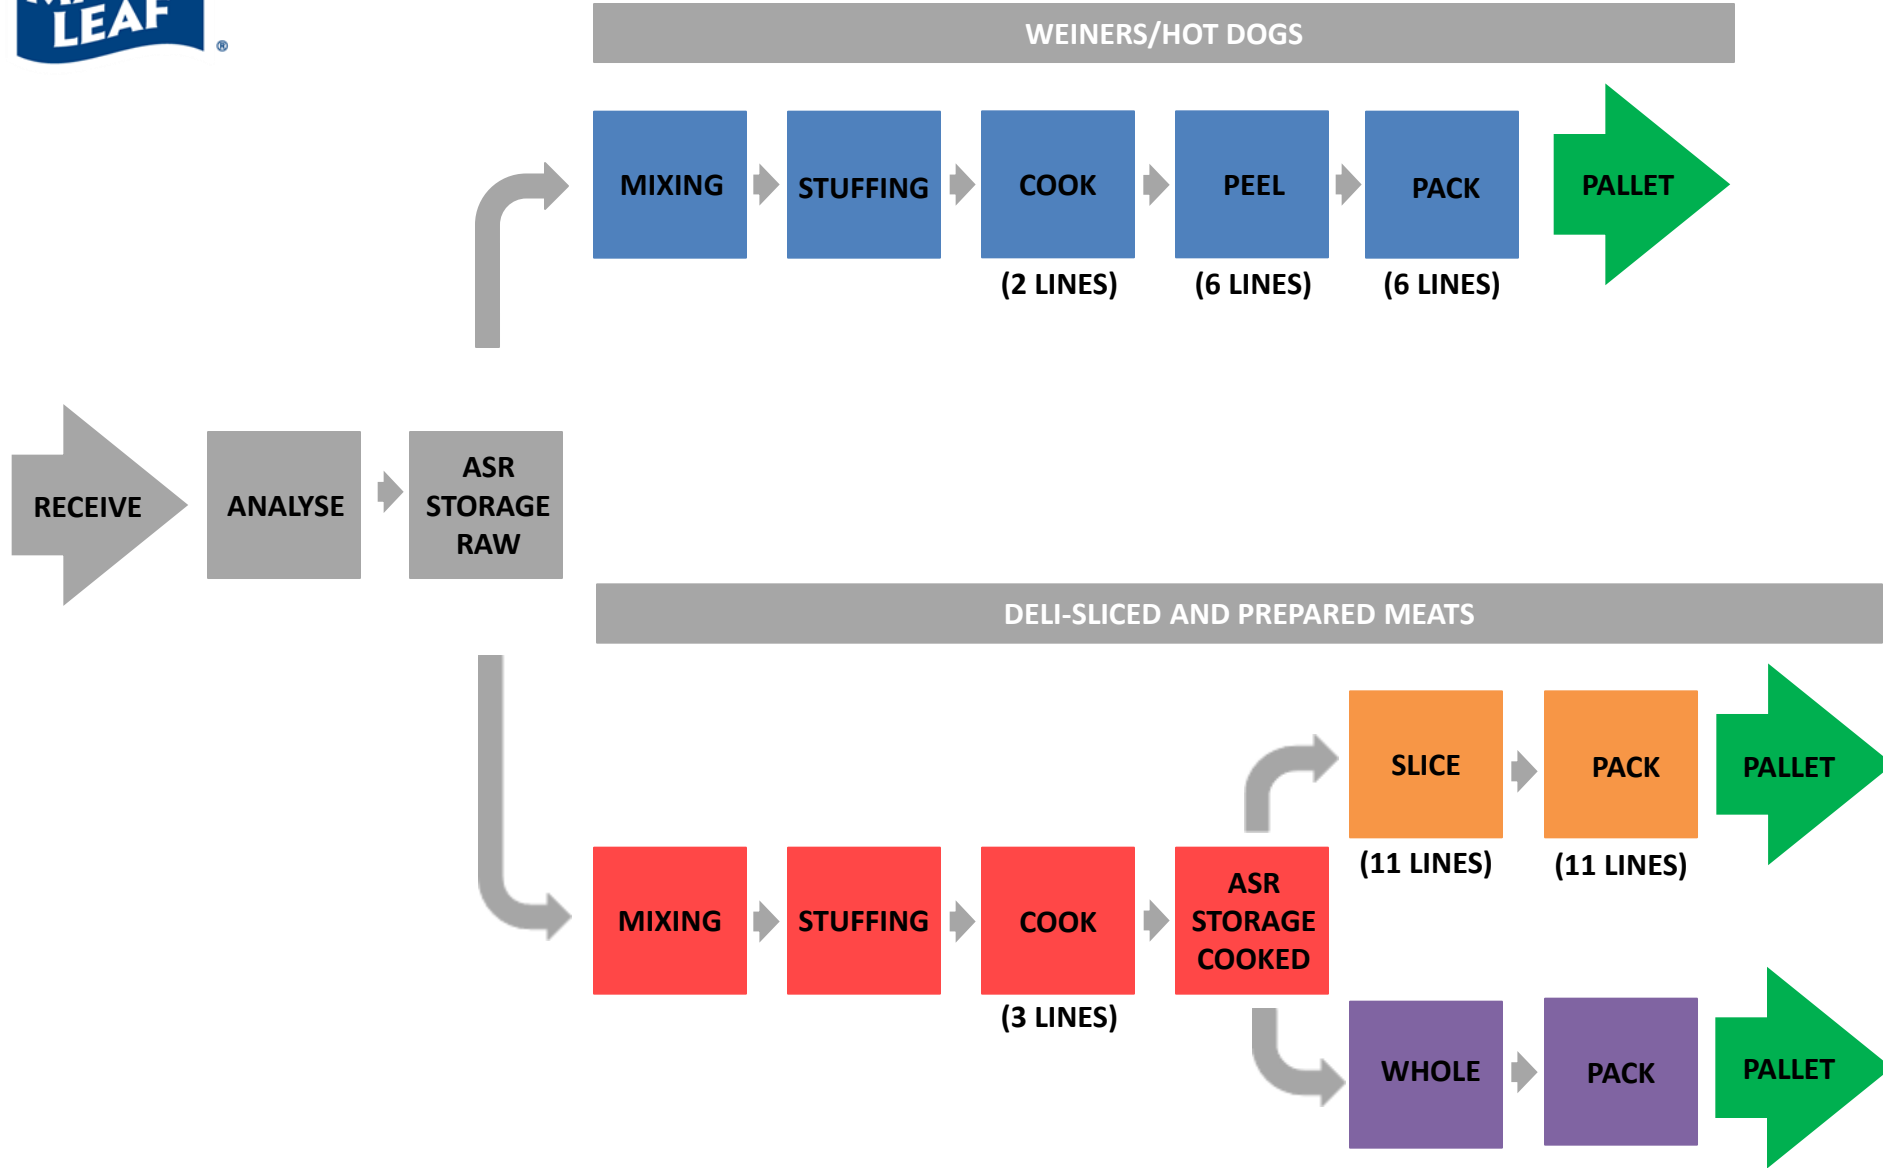 LEAF
®
WEINERS/HOT DOGS
MIXING
STUFFING
COOK
PEEL
PACK
PALLET
(2 LINES)
(6 LINES)
(6 LINES)
RECEIVE
ANALYSE
ASR
STORAGE
RAW
DELI-SLICED AND PREPARED MEATS
SLICE
PACK
PALLET
(11 LINES)
(11 LINES)
MIXING
STUFFING
COOK
ASR
STORAGE
COOKED
(3 LINES)
WHOLE
PACK
PALLET